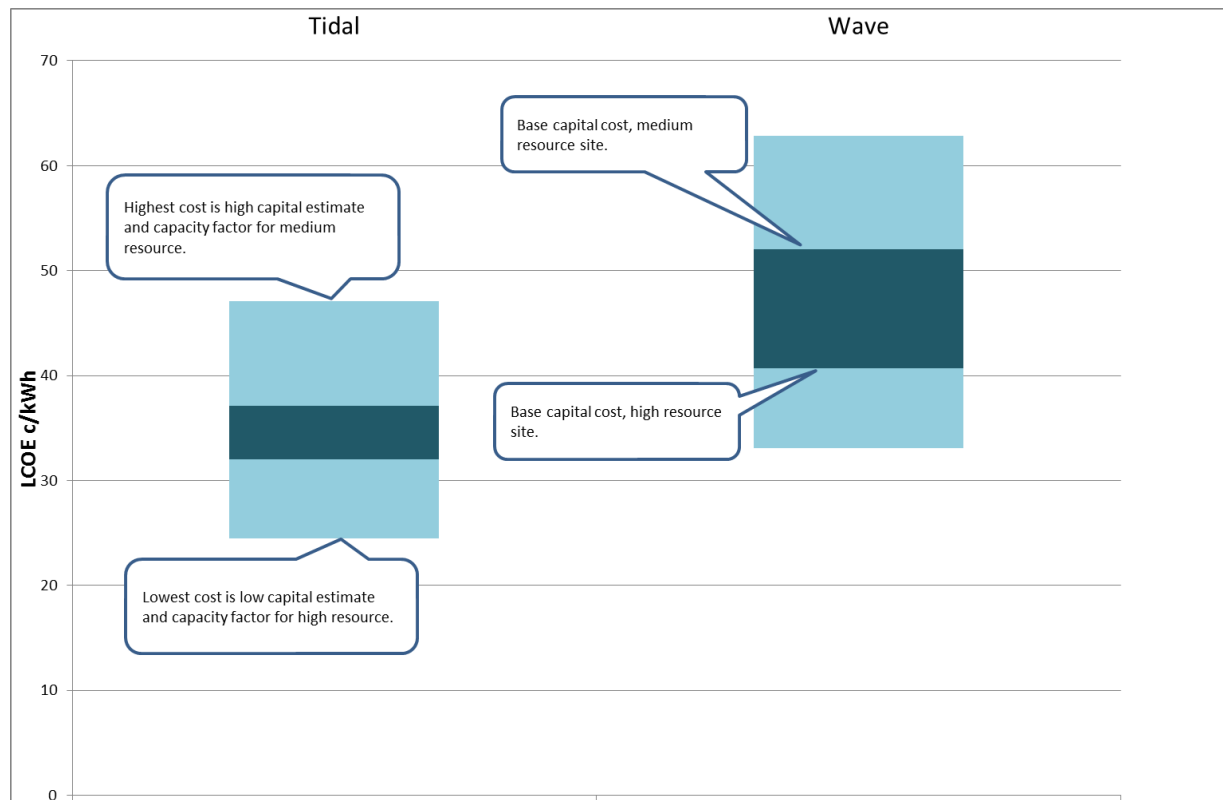 Tidal
Wave
70
60
50
40
30
20
10
0
LCOE c/kWh
Base capital cost, medium
resource site.
Highest cost is high capital estimate
and capacity factor for medium
resource.
Base capital cost, high resource
site.
Lowest cost is low capital estimate
and capacity factor for high resource.